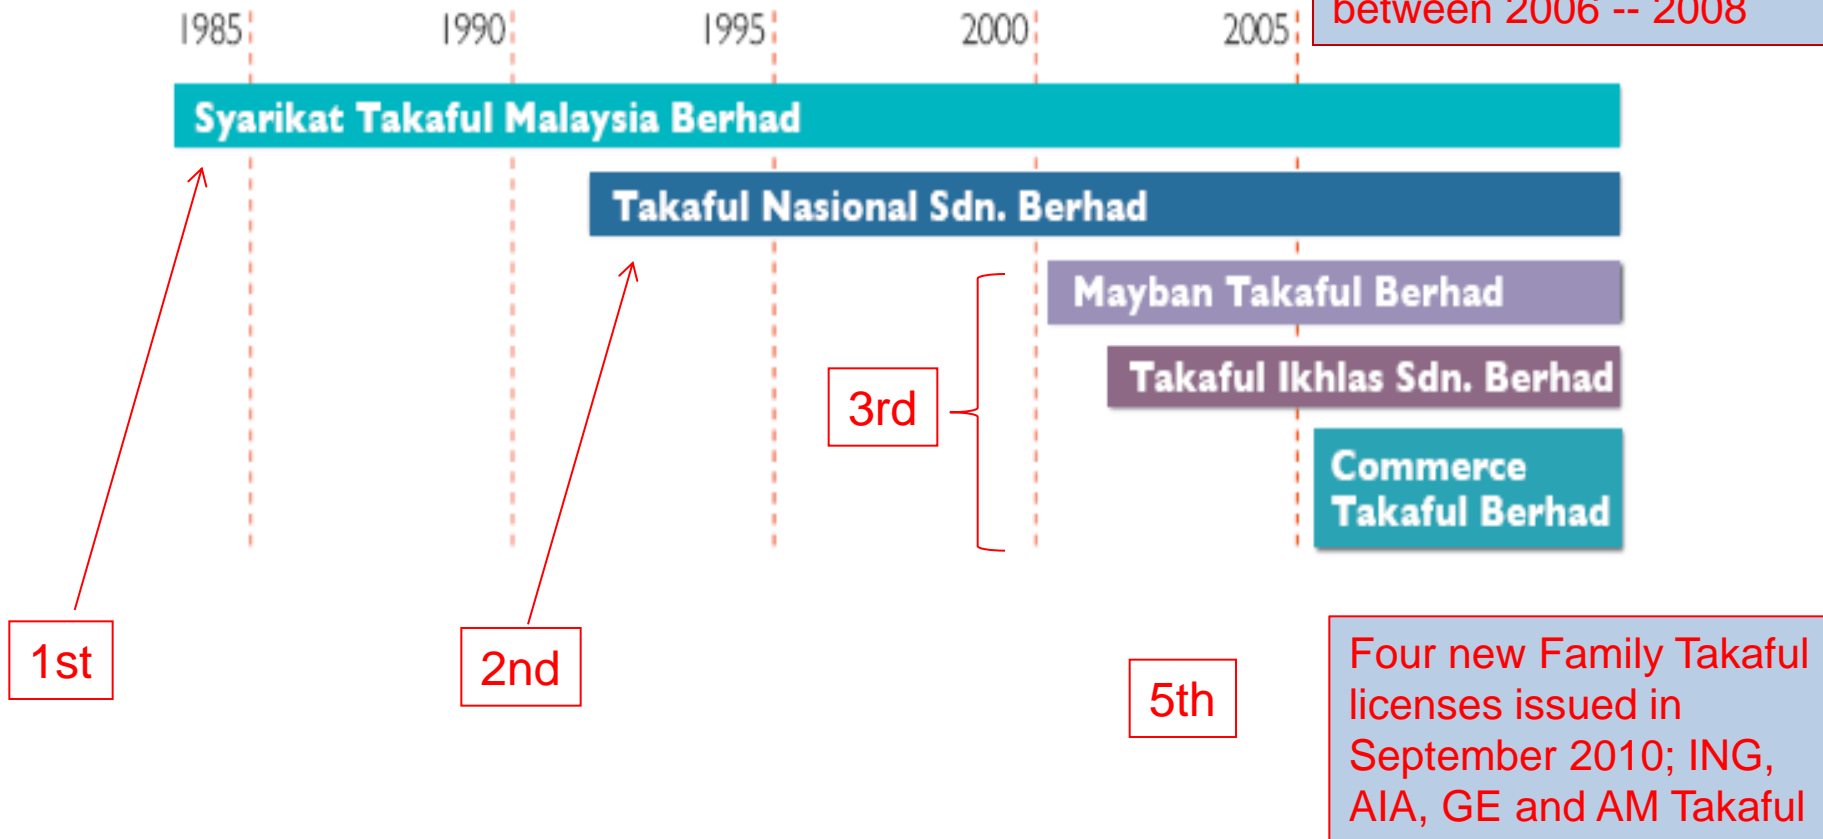 1985
1990
1995
2000
2005
between 2006 -- 2008
Syarikat Takaful Malaysia Berhad
Takaful Nasional Sdn. Berhad
Mayban Takaful Berhad
Takaful Ikhlas Sdn. Berhad
3rd
Commerce
Takaful Berhad
1st
2nd
5th
Four new Family Takaful
licenses issued in
September 2010; ING,
AIA, GE and AM Takaful